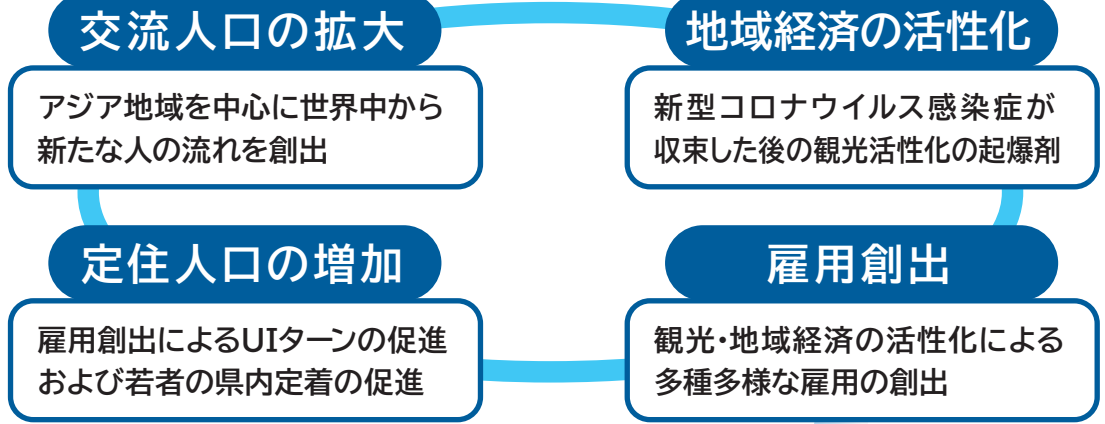 交流人口の拡大
アジア地域を中心に世界中から
新たな人の流れを創出
地域経済の活性化
新型コロナウイルス感染症が
収束した後の観光活性化の起爆剤
定住人口の増加
雇用創出によるUIターンの促進
および若者の県内定着の促進
雇用創出
観光・地域経済の活性化による
多種多様な雇用の創出